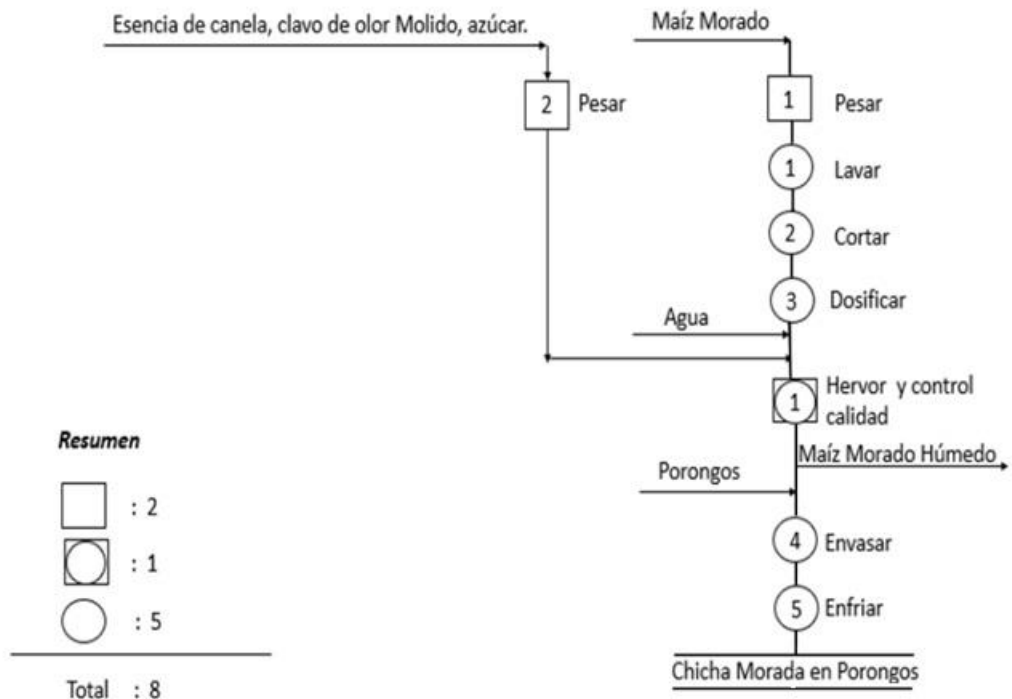 Esencia de canela, clavo de olor Molido, azúcar.
Maíz Morado
2 Pesar
1 Pesar
1 Lavar
2 Cortar
3 Dosificar
Agua
1 Hervor y control
calidad
Maíz Morado Húmedo
Porongos
4 Envasar
5 Enfriar
Chicha Morada en Porongos
Resumen
: 2
: 1
: 5
Total : 8